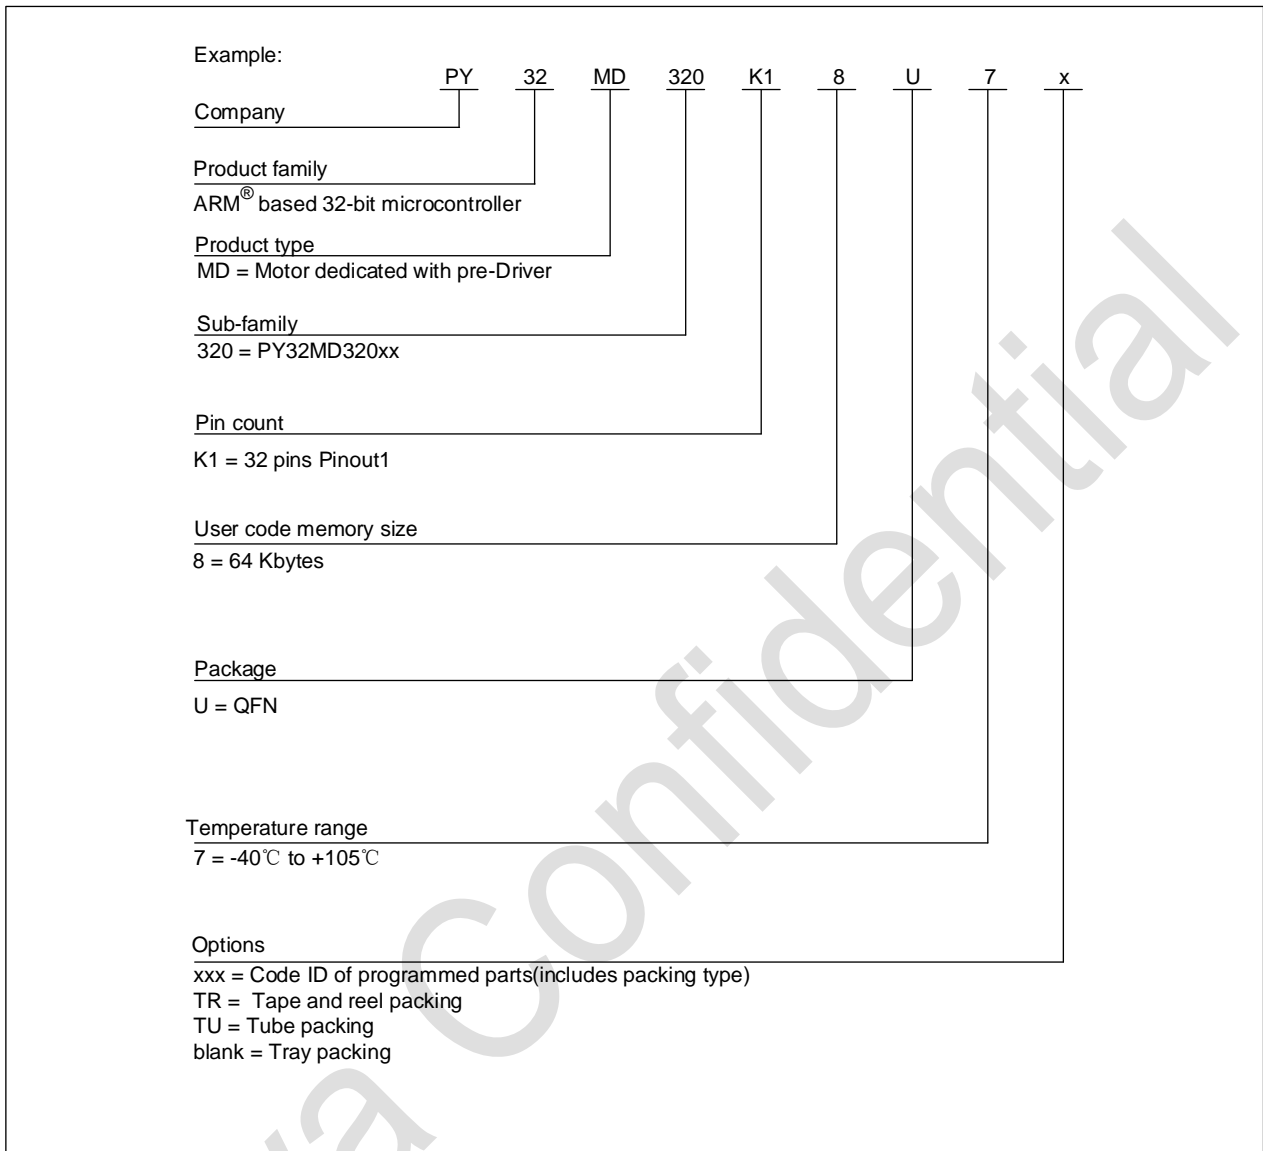 Example:
PY 32 MD 320 K1 8 U 7 x
Company
Product family
ARM® based 32-bit microcontroller
Product type
MD = Motor dedicated with pre-Driver
Sub-family
320 = PY32MD320xx
Pin count
K1 = 32 pins Pinout1
User code memory size
8 = 64 Kbytes
Package
U = QFN
Temperature range
7 = -40℃ to +105℃
Options
xxx = Code ID of programmed parts(includes packing type)
TR = Tape and reel packing
TU = Tube packing
blank = Tray packing
Confidential